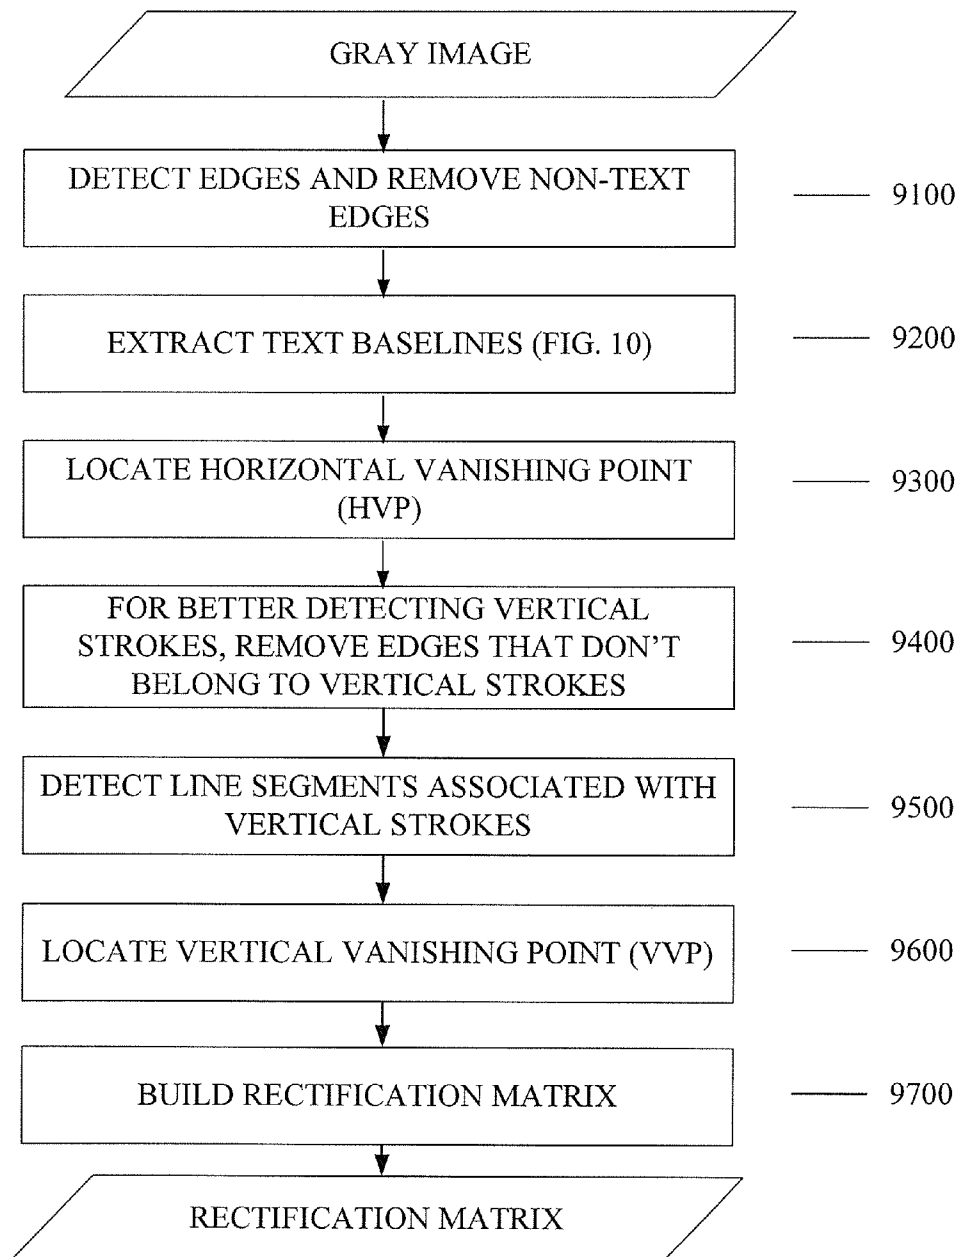 GRAY IMAGE
DETECT EDGES AND REMOVE NON-TEXT
EDGES
9100
EXTRACT TEXT BASELINES (FIG. 10)
9200
LOCATE HORIZONTAL VANISHING POINT
(HVP)
9300
FOR BETTER DETECTING VERTICAL
STROKES, REMOVE EDGES THAT DON'T
BELONG TO VERTICAL STROKES
9400
DETECT LINE SEGMENTS ASSOCIATED WITH
VERTICAL STROKES
9500
LOCATE VERTICAL VANISHING POINT (VVP)
9600
BUILD RECTIFICATION MATRIX
9700
RECTIFICATION MATRIX